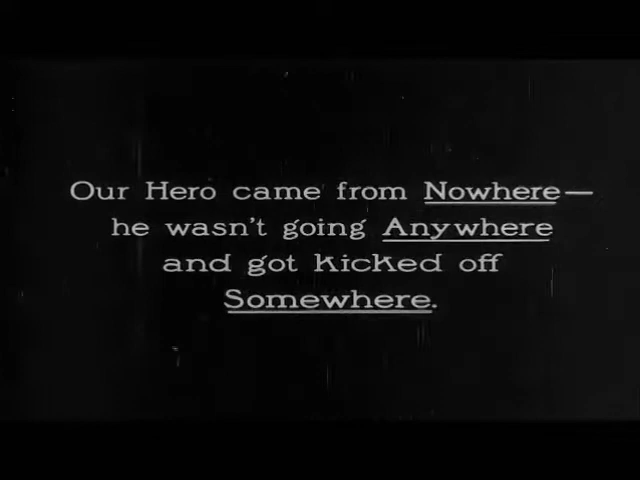 Our Hero came from Nowhere—
he wasn't going Anywhere
and got kicked off
Somewhere.